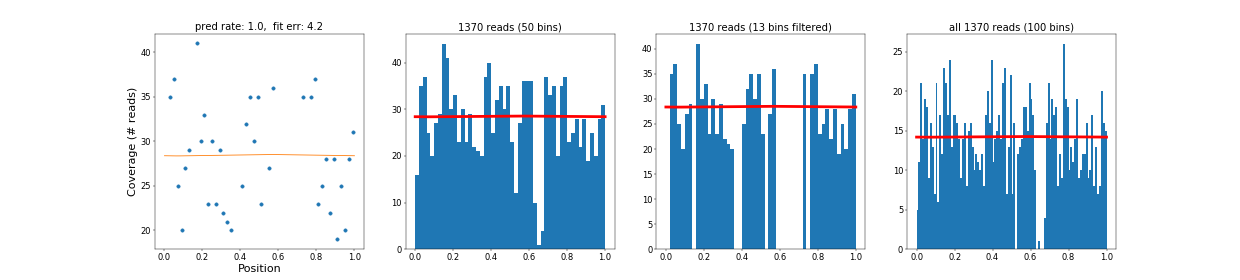 pred rate: 1.0,  fit err: 4.2
Coverage (# reads)
40
35
30
25
20
0.0 0.2 0.4 0.6 0.8 1.0
Position
1370 reads (50 bins)
40
30
20
10
0
0.0 0.2 0.4 0.6 0.8 1.0
1370 reads (13 bins filtered)
40
35
30
25
20
15
10
5
0
0.0 0.2 0.4 0.6 0.8 1.0
all 1370 reads (100 bins)
25
20
15
10
5
0
0.0 0.2 0.4 0.6 0.8 1.0